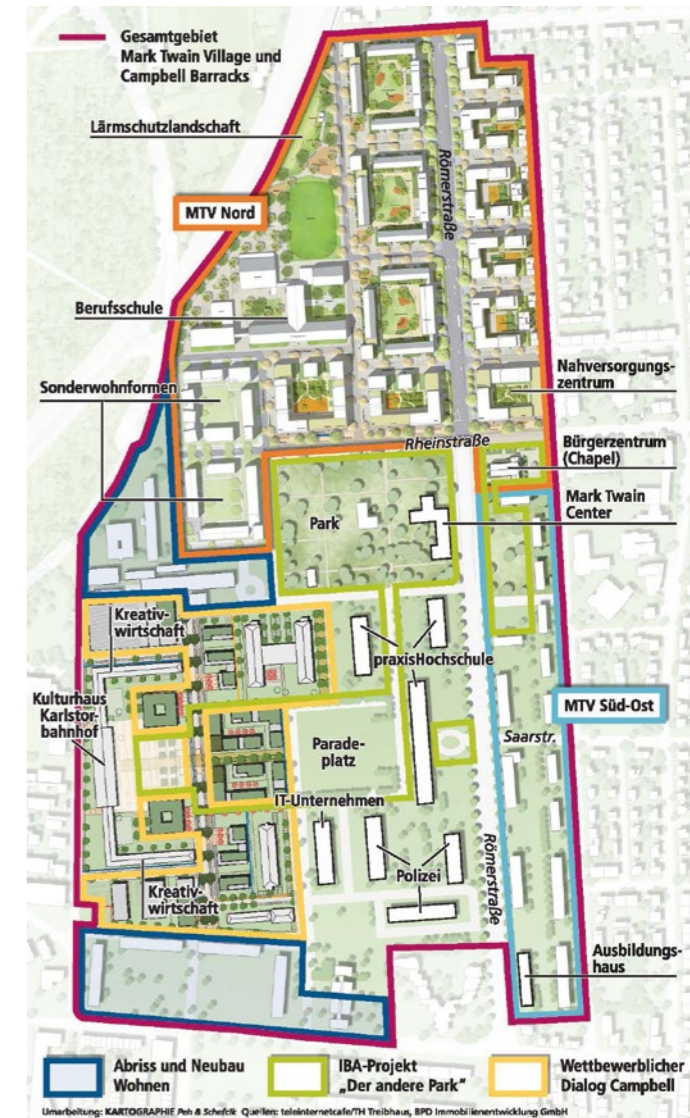 Gesamtgebiet
Mark Twain Village und
Campbell Barracks
Lärmschutzlandschaft
MTV Nord
Römerstraße
Berufsschule
Sonderwohnformen
Nahversorgungs-
zentrum
Rheinstraße
Bürgerzentrum
(Chapel)
Mark Twain
Center
Park
Kreativ-
wirtschaft
praxisHochschule
Kulturhaus
Karlstor-
bahnhof
MTV Süd-Ost
Saarstr.
Parade-
platz
IT-Unternehmen
Römerstraße
Polizei
Kreativ-
wirtschaft
Ausbildungs-
haus
Abriss und Neubau
Wohnen
IBA-Projekt
„Der andere Park“
Wettbewerblicher
Dialog Campbell
Umarbeitung: KARTOGRAPHIE Peh & Schefcik Quellen: teleinternetcafe/TH Treibhaus, BPD Immobilienentwicklung GmbH